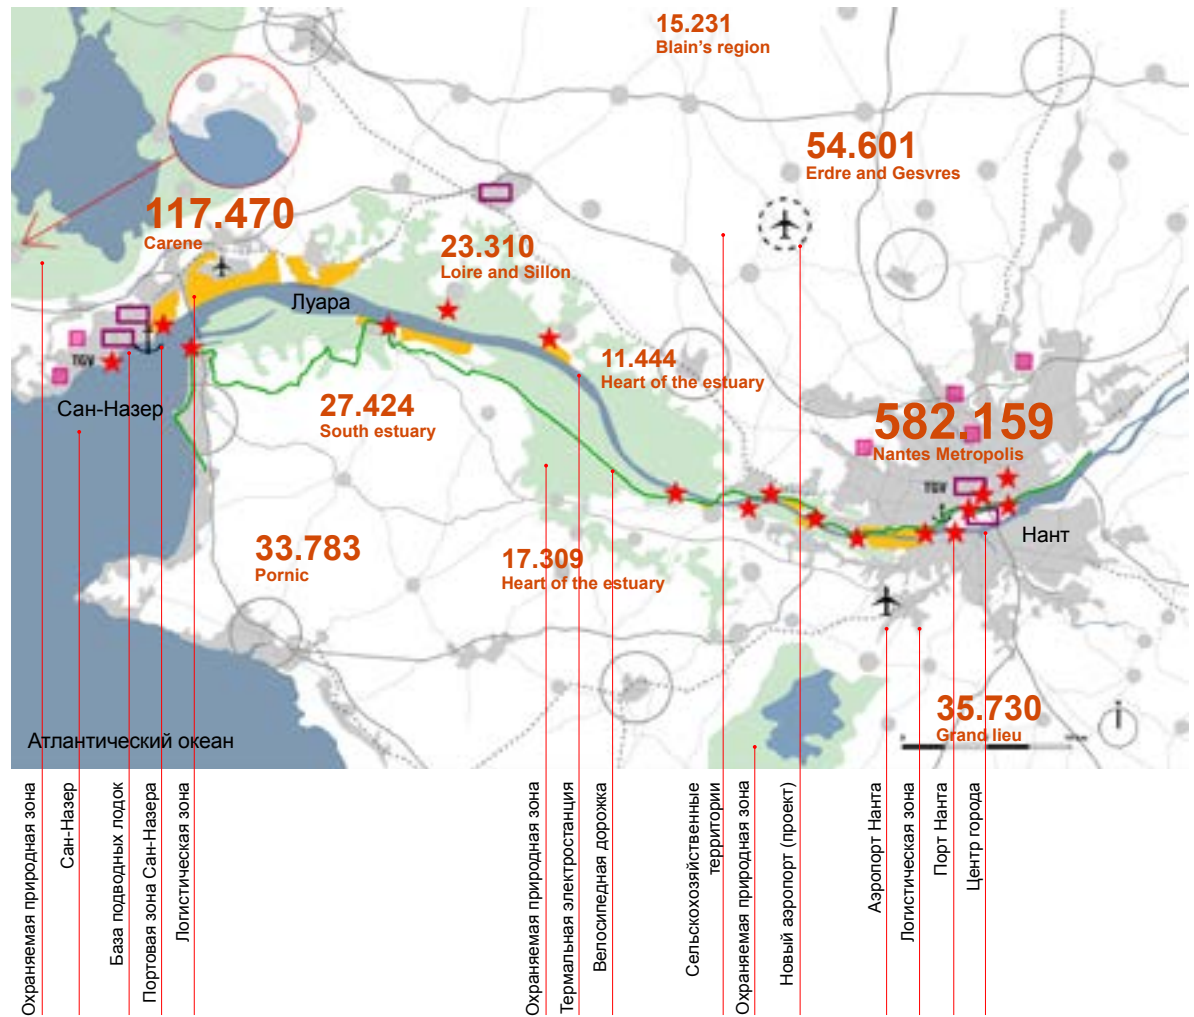 15.231
Blain's region
54.601
Erdre and Gesvres
117.470
Carene
23.310
Loire and Sillon
Луара
TGV
11.444
Heart of the estuary
Сан-Назер
27.424
South estuary
582.159
Nantes Metropolis
TGV
Нант
33.783
Pornic
17.309
Heart of the estuary
35.730
Grand lieu
Атлантический океан
Охраняемая природная зона
Сан-Назер
База подводных лодок
Портовая зона Сан-Назера
Логистическая зона
Охраняемая природная зона
Термальная электростанция
Велосипедная дорожка
Сельскохозяйственные
территории
Охраняемая природная зона
Новый аэропорт (проект)
Аэропорт Нанта
Логистическая зона
Порт Нанта
Центр города